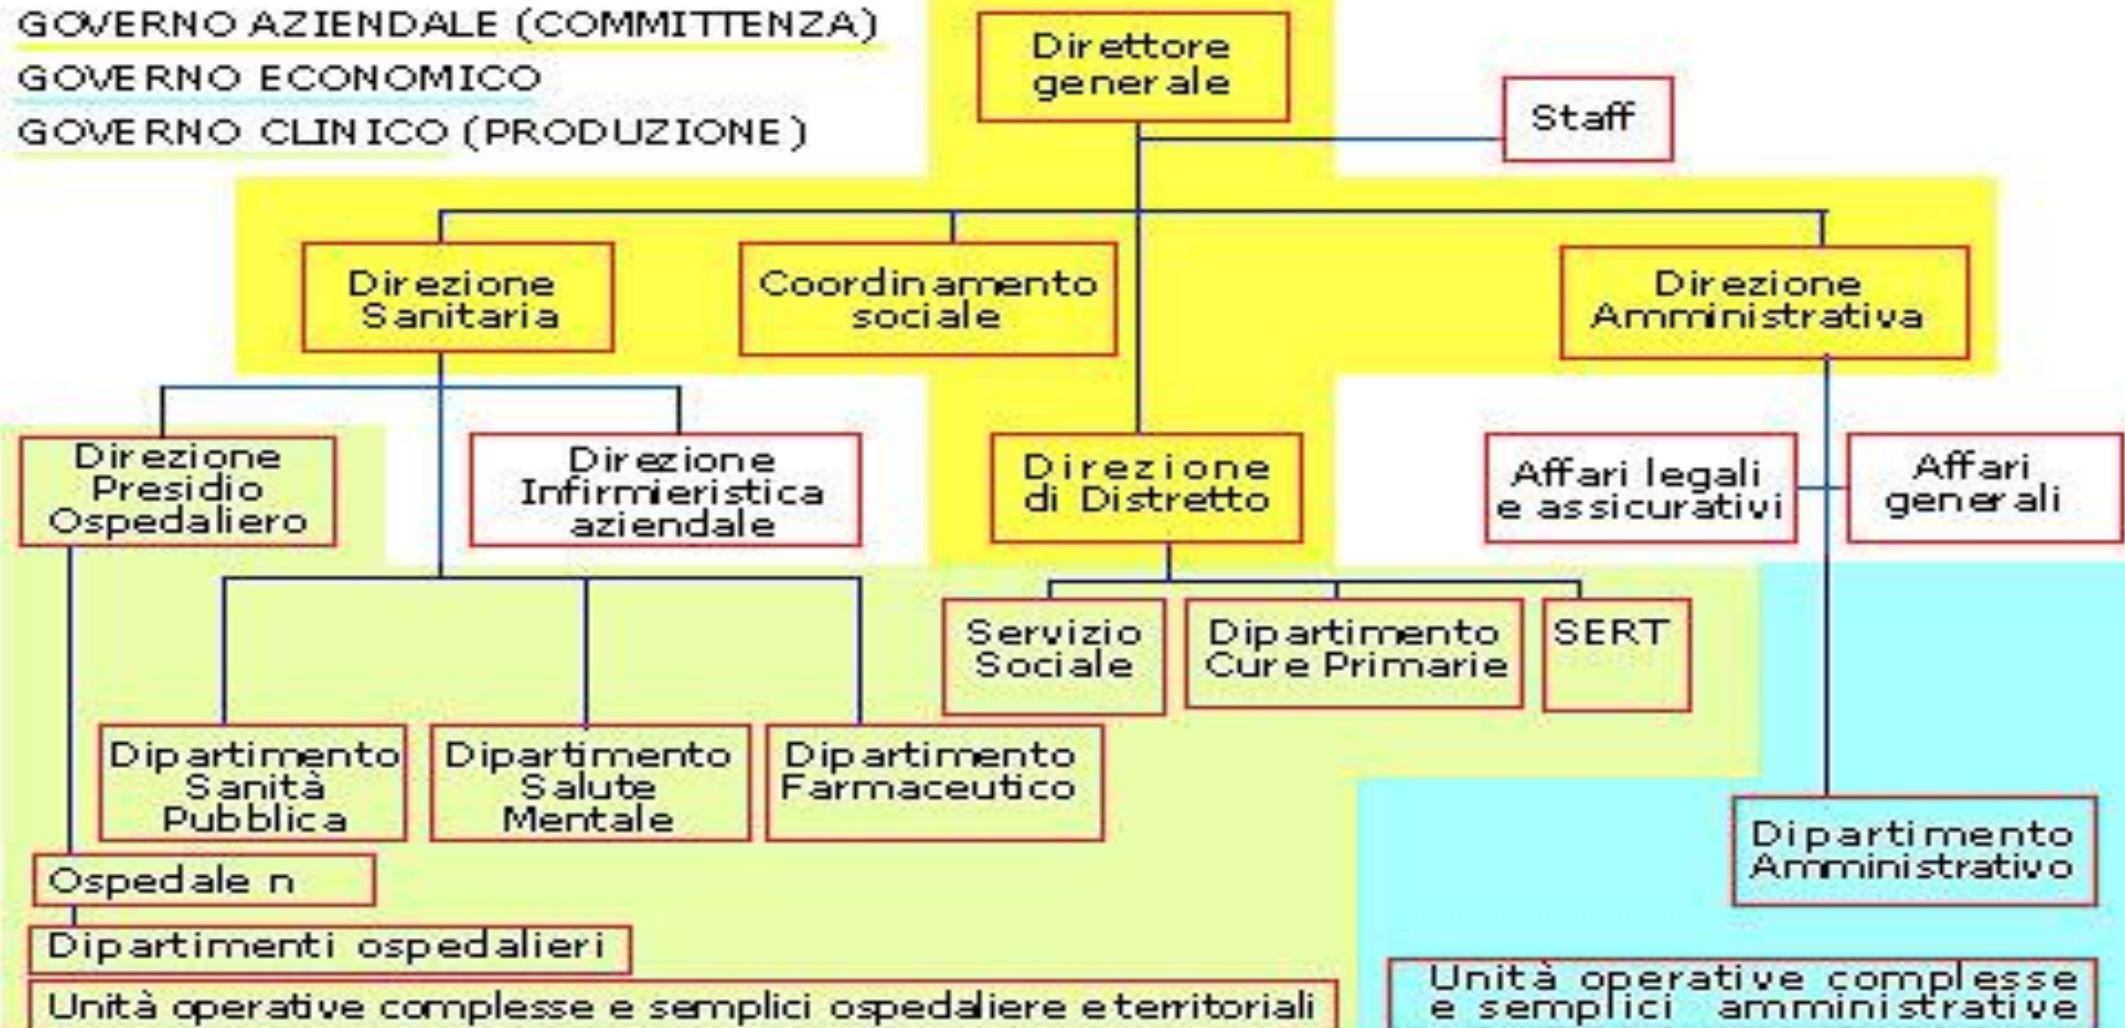 GOVERNO AZIENDALE (COMMITTENZA)
GOVERNO ECONOMICO
GOVERNO CLINICO (PRODUZIONE)
Direttore
generale
Staff
Direzione
Sanitaria
Coordinamento
sociale
Direzione
Amministrativa
Direzione
Presidio
Ospedaliero
Direzione
Infirmieristica
aziendale
Direzione
di Distretto
Affari legali
e assicurativi
Affari
generali
Servizio
Sociale
Dipartimento
Cure Primarie
SERT
Dipartimento
Sanità
Pubblica
Dipartimento
Salute
Mentale
Dipartimento
Farmaceutico
Dipartimento
Amministrativo
Ospedale n
Dipartimenti ospedalieri
Unità operative complesse e semplici ospedaliere e territoriali
Unità operative complesse
e semplici amministrative